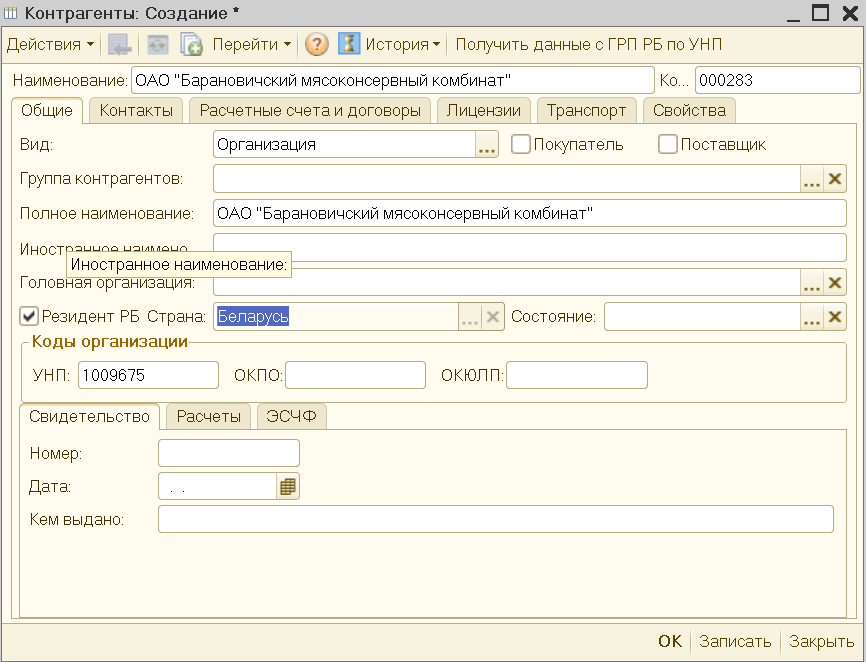 Контрагенты: Создание *
Действия Перейти ? История Получить данные с ГРП РБ по УНП
Наименование: ОАО "Барановичский мясоконсервный комбинат" Ко... 000283
Общие Контакты Расчетные счета и договоры Лицензии Транспорт Свойства
Вид: Организация ... Покупатель Поставщик
Группа контрагентов: ...
Полное наименование: ОАО "Барановичский мясоконсервный комбинат"
Иностранное наимено
Иностранное наименование:
Головная организация: ...
Резидент РБ Страна: Беларусь ... Состояние: ...
Коды организации
УНП: 1009675 ОКПО: ОКЮЛП:
Свидетельство Расчеты ЭСЧФ
Номер:
Дата: . .
Кем выдано:
OK Записать Закрыть